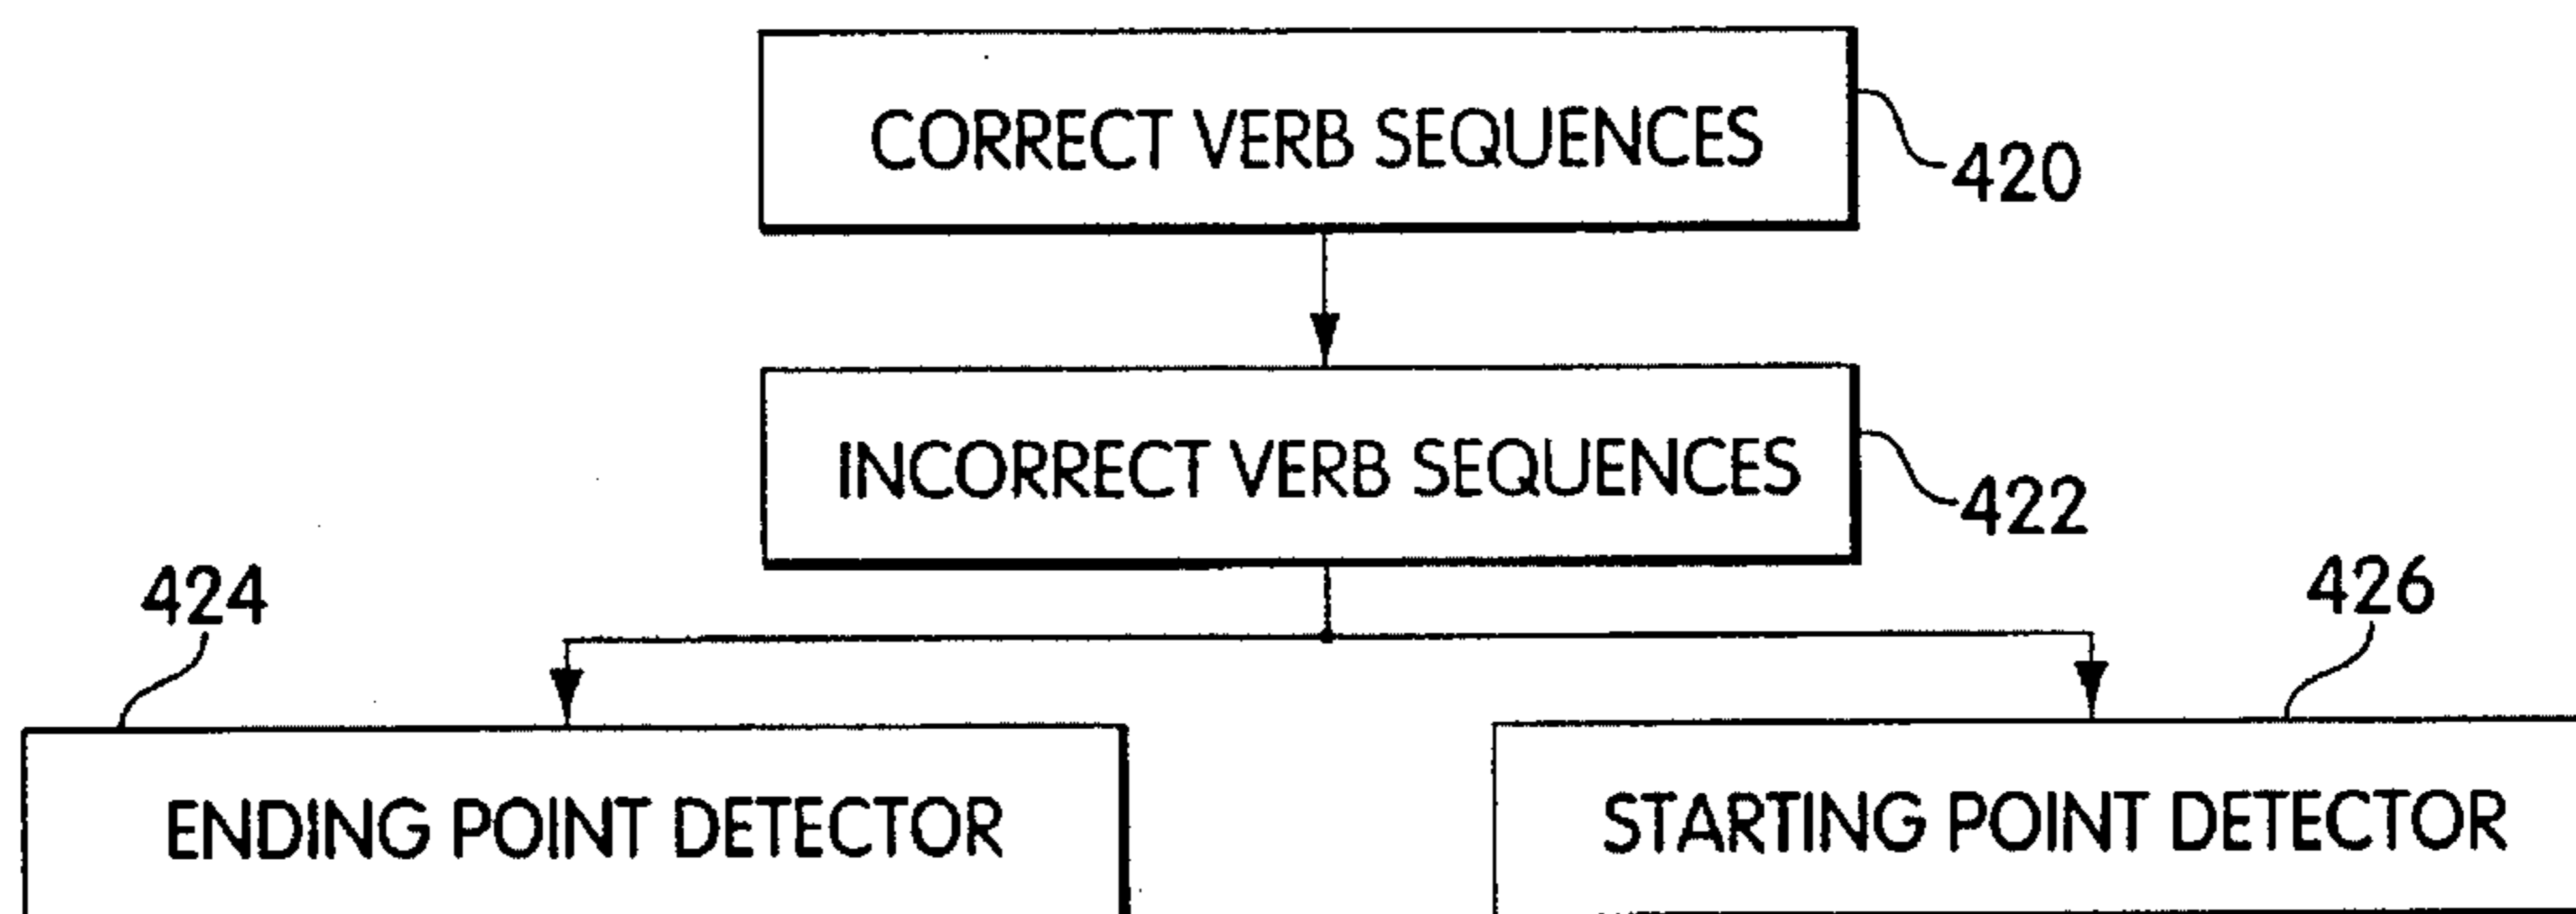 CORRECT VERB SEQUENCES
420
INCORRECT VERB SEQUENCES
422
424
426
ENDING POINT DETECTOR
STARTING POINT DETECTOR